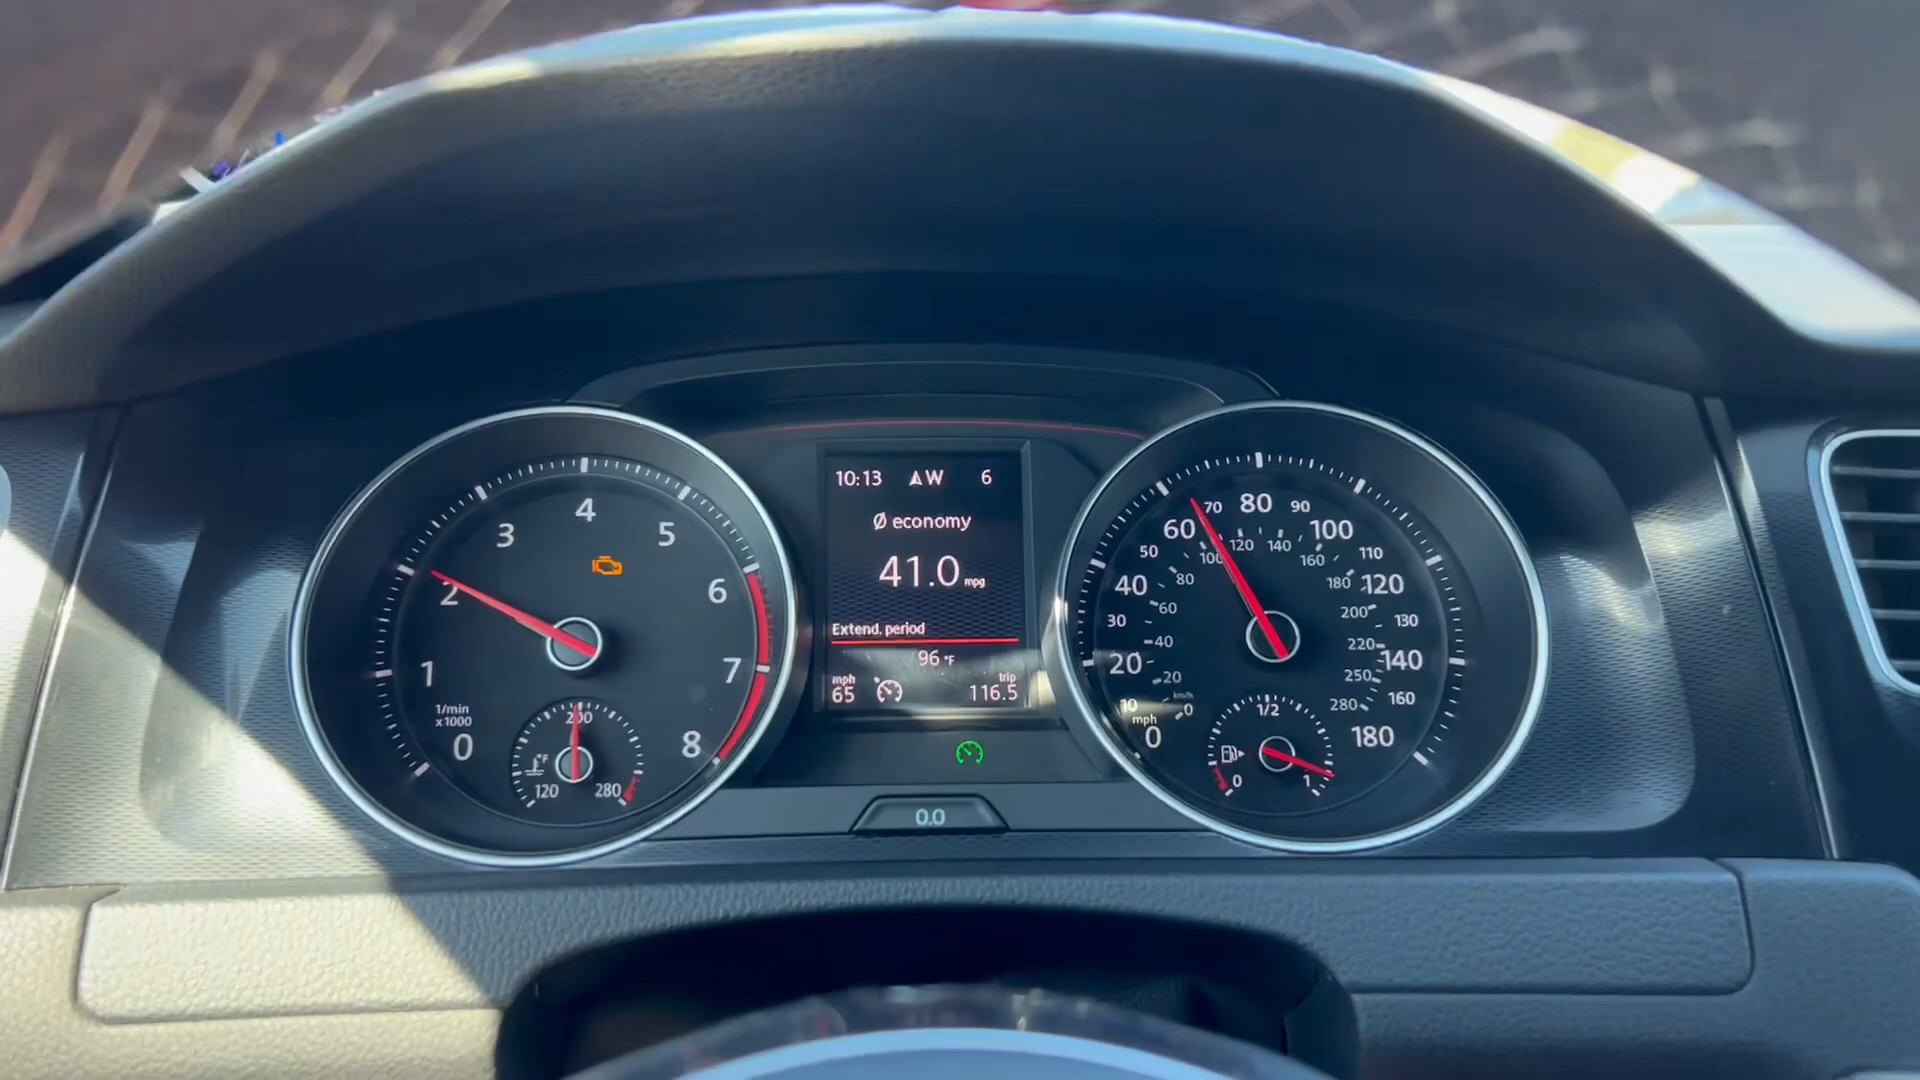 10:13 W 6
Ø economy
41.0 mpg
Extend. period
96 °F
mph 65
trip 116.5
0.0
0 1 2 3 4 5 6 7 8
1/min
x1000
120 200 280
°F
0 10 20 30 40 50 60 70 80 90 100 110 120 130 140 160 180
mph
km/h
0 20 40 60 80 100 120 140 160 180 200 220 250 280
0 1/2 1